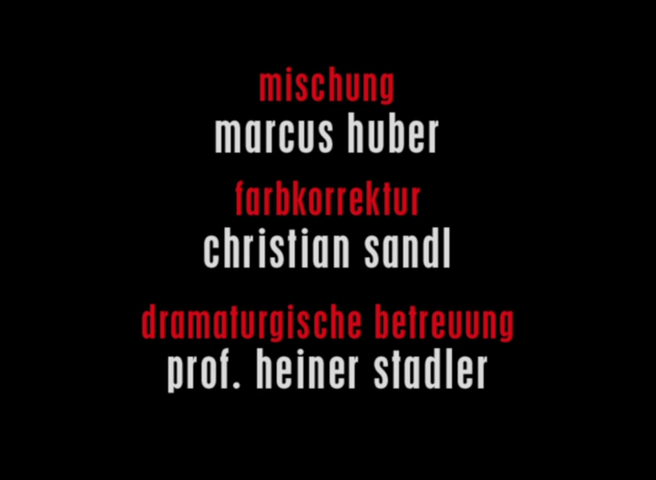 mischung
marcus huber
farbkorrektur
christian sandl
dramaturgische betreuung
prof. heiner stadler